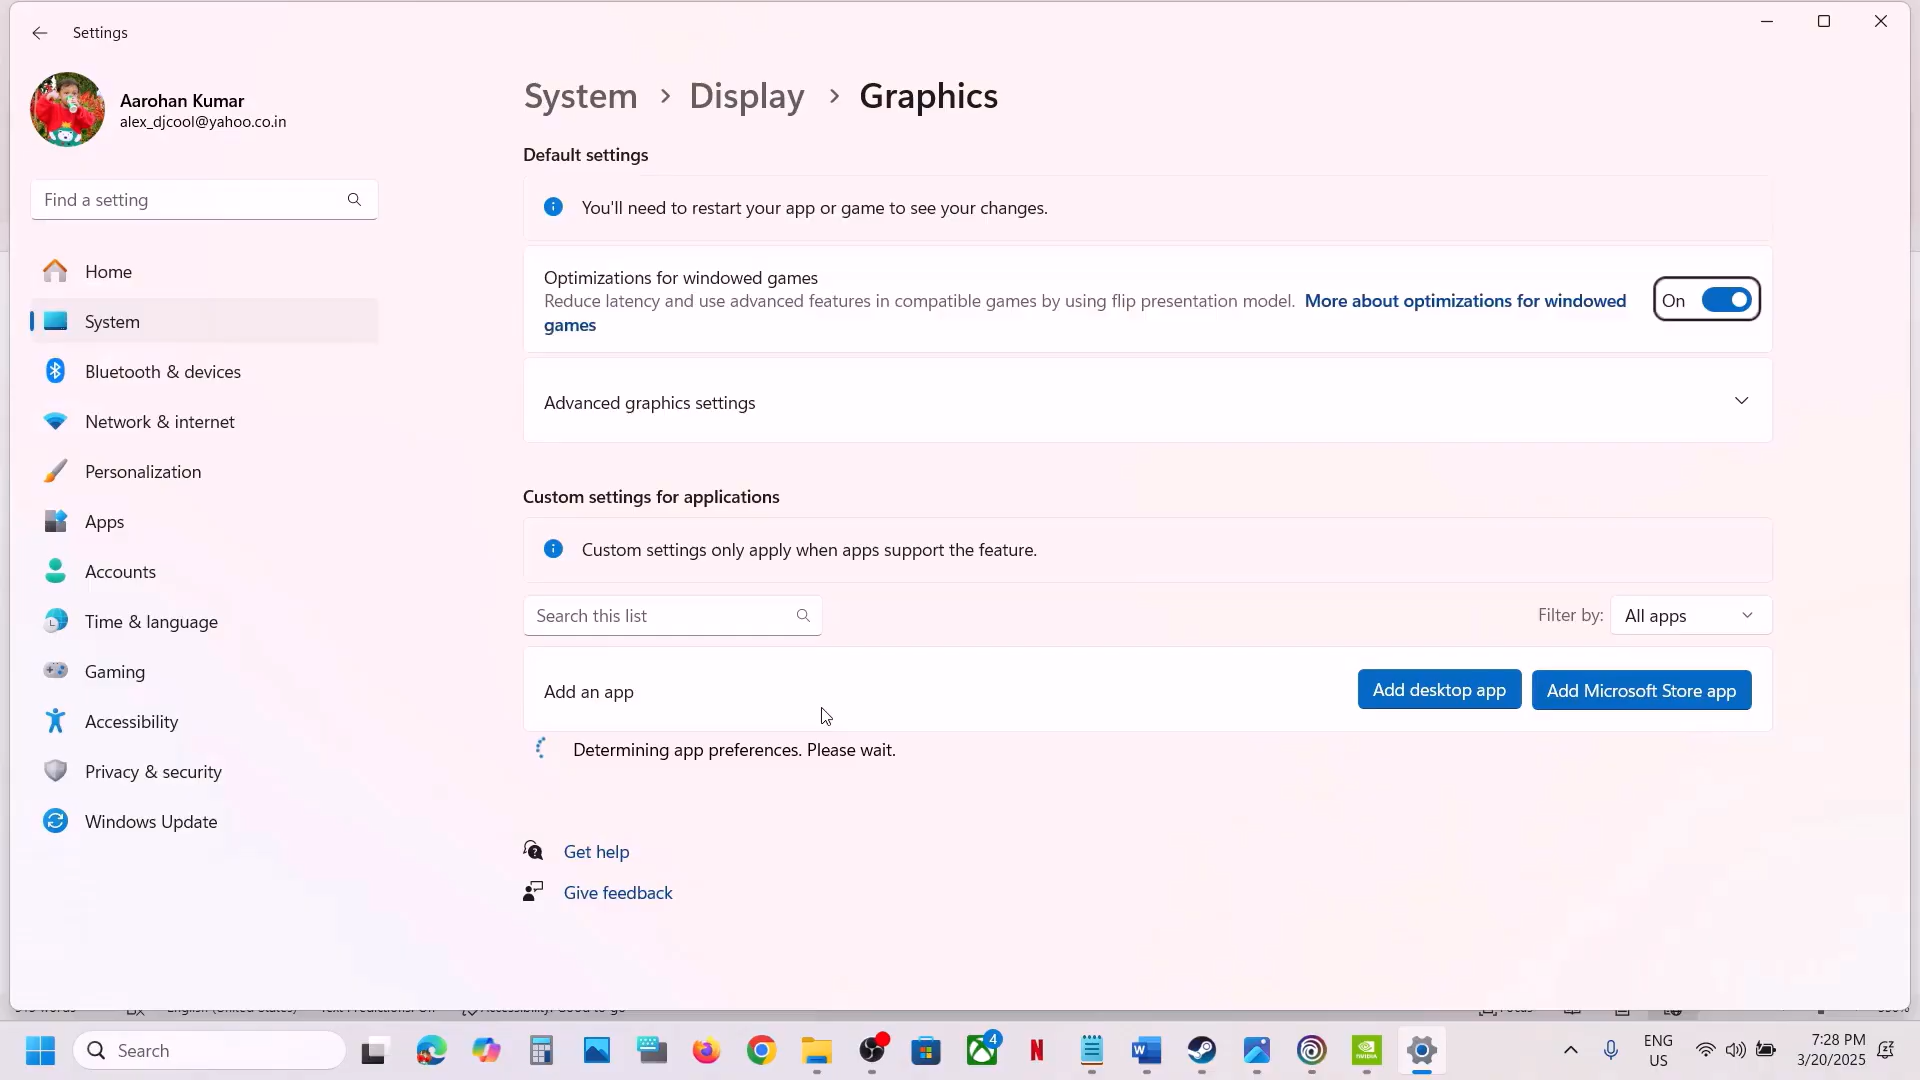 Settings
Aarohan Kumar
alex_djcool@yahoo.co.in
Find a setting
Home
System
Bluetooth & devices
Network & internet
Personalization
Apps
Accounts
Time & language
Gaming
Accessibility
Privacy & security
Windows Update
System > Display > Graphics
Default settings
You'll need to restart your app or game to see your changes.
Optimizations for windowed games
Reduce latency and use advanced features in compatible games by using flip presentation model. More about optimizations for windowed
games
On
Advanced graphics settings
Custom settings for applications
Custom settings only apply when apps support the feature.
Search this list
Filter by: All apps
Add an app
Add desktop app
Add Microsoft Store app
Determining app preferences. Please wait.
Get help
Give feedback
Search
4
ENG
US
7:28 PM
3/20/2025